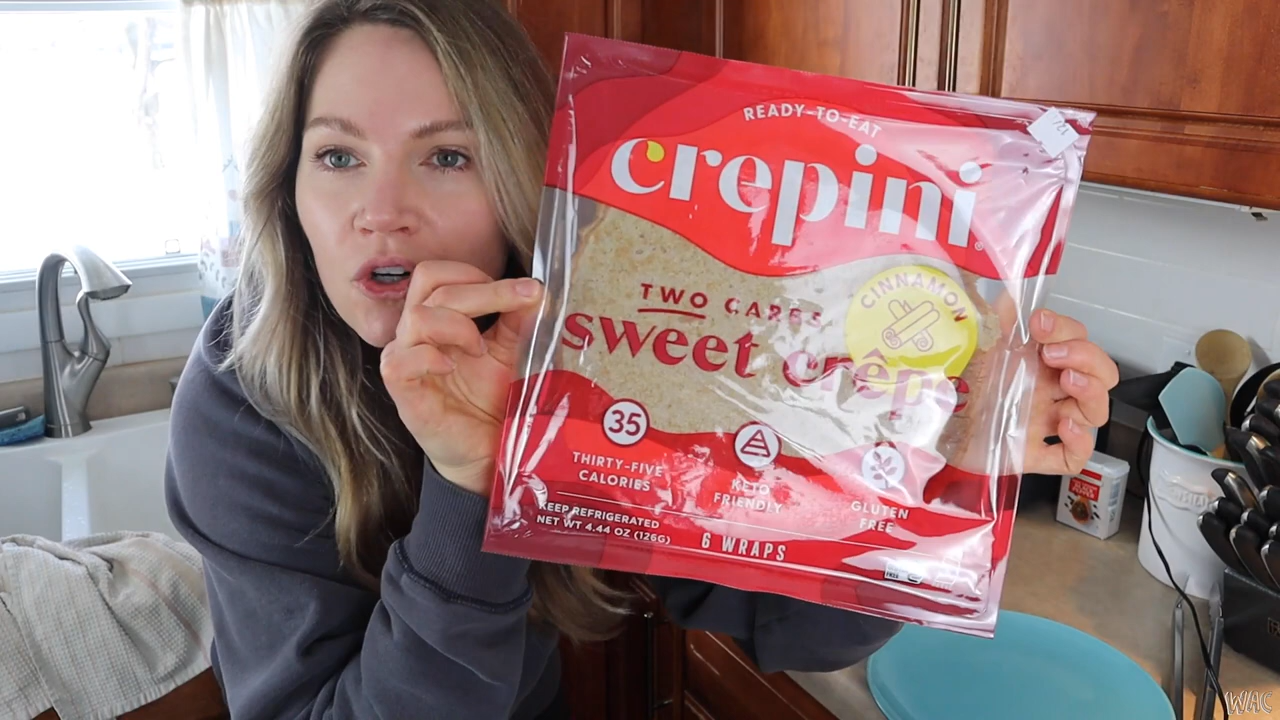 READY-TO-EAT
crepini®
TWO CARBS
sweet crêpe
CINNAMON
35
THIRTY-FIVE
CALORIES
KETO
FRIENDLY
GLUTEN
FREE
KEEP REFRIGERATED
NET WT 4.44 OZ (126G)
6 WRAPS